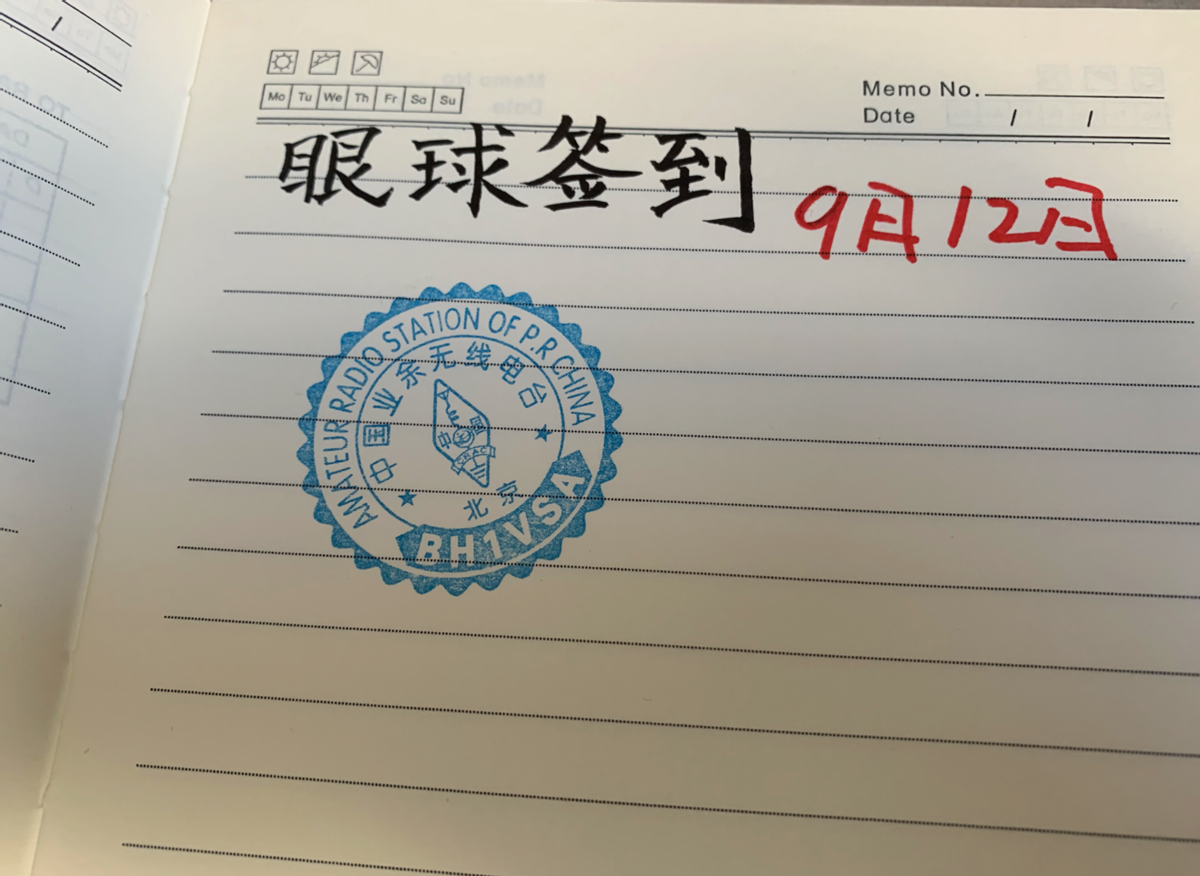 Mo Tu We Th Fr Sa Su
Memo No.
Date / /
眼球签到 9月12日
AMATEUR RADIO STATION OF P.R CHINA
中国业余无线电台
CRAC
北京
BH1VSA